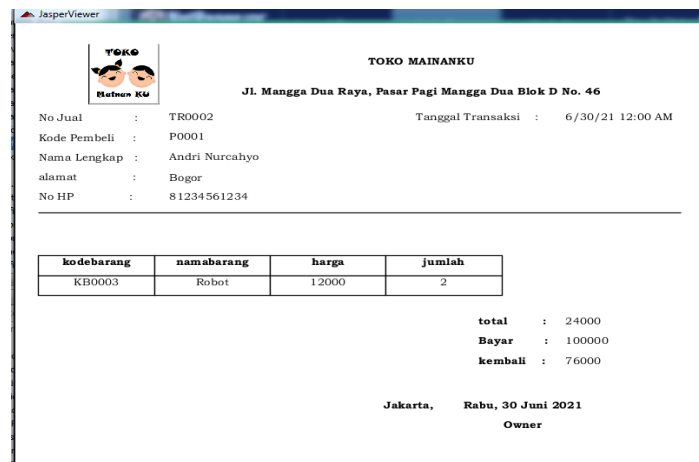 JasperViewer
TOKO
Mainan KU
TOKO MAINANKU
Jl. Mangga Dua Raya, Pasar Pagi Mangga Dua Blok D No. 46
No Jual : TR0002 Tanggal Transaksi : 6/30/21 12:00 AM
Kode Pembeli : P0001
Nama Lengkap : Andri Nurcahyo
alamat : Bogor
No HP : 81234561234
kodebarang namabarang harga jumlah
KB0003 Robot 12000 2
total : 24000
Bayar : 100000
kembali : 76000
Jakarta, Rabu, 30 Juni 2021
Owner